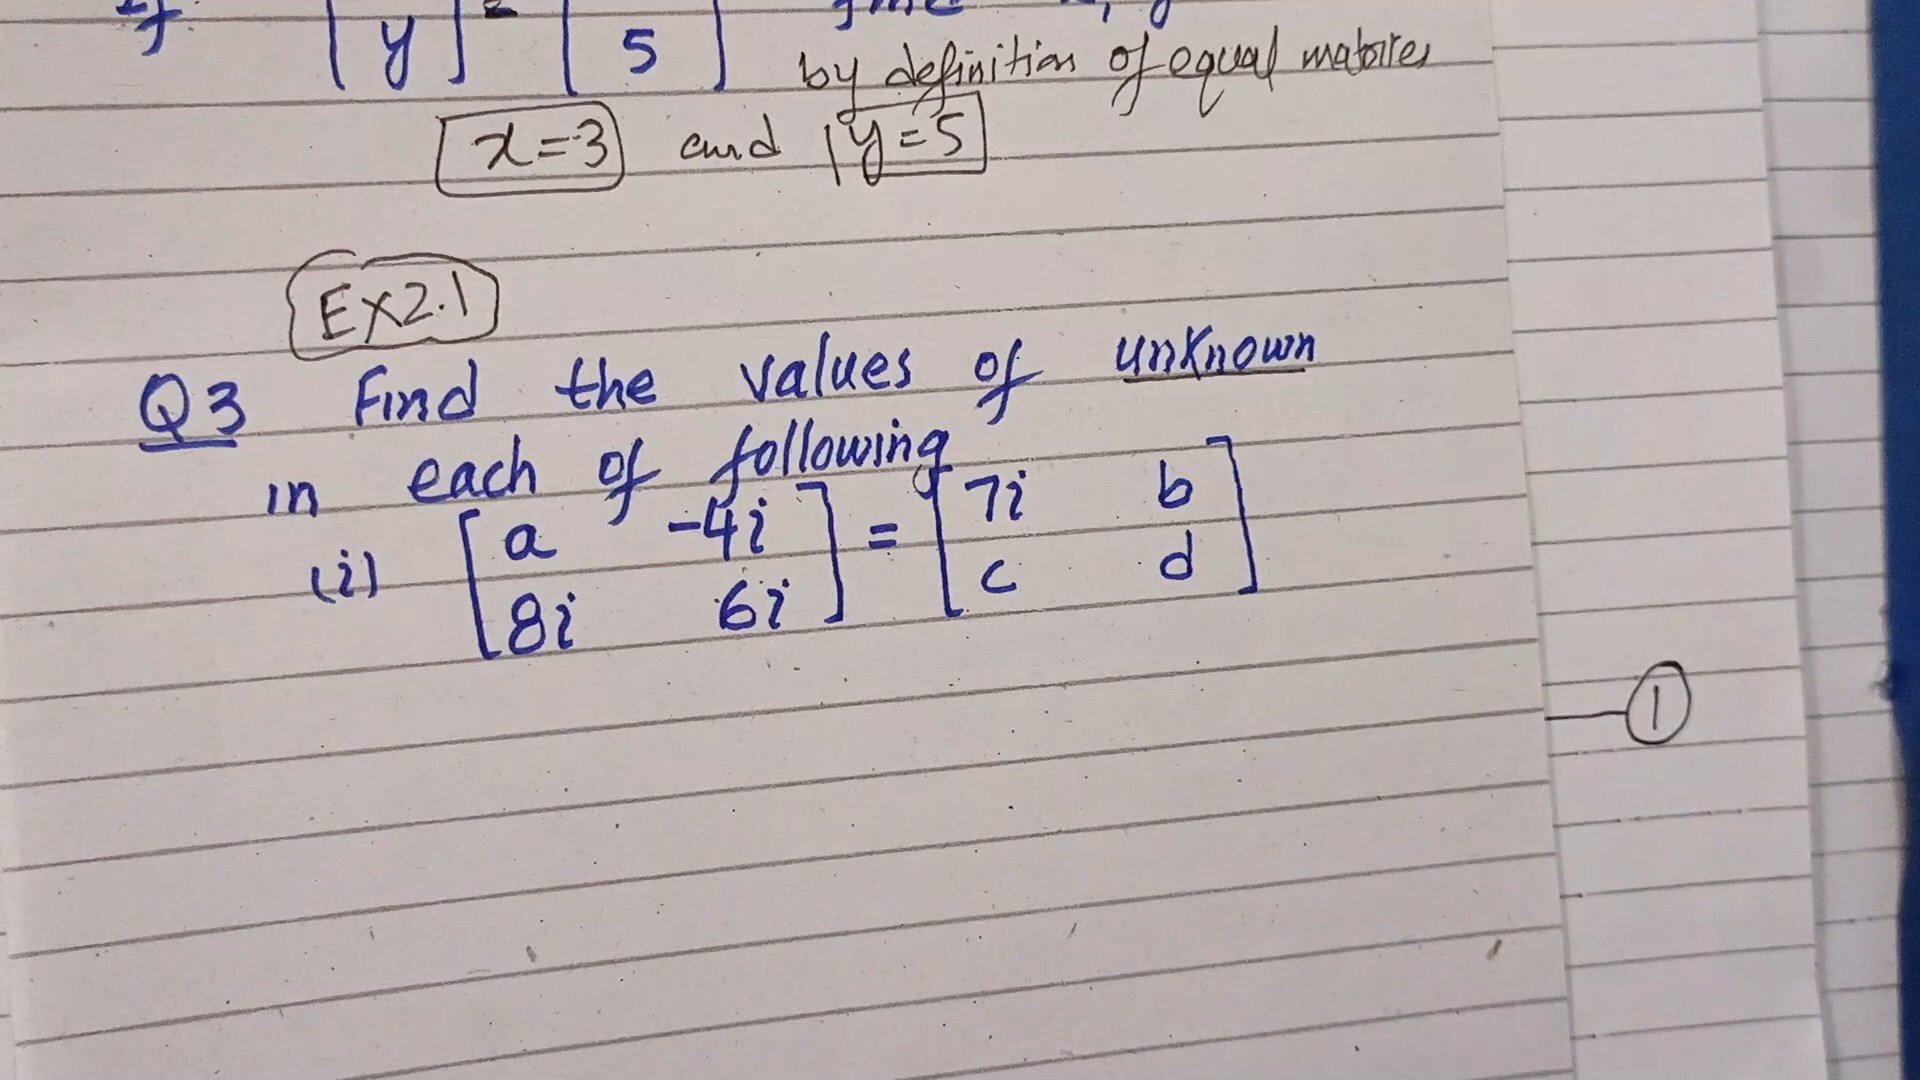 [y] = [5]
by definition of equal matrices
x=3 and y=5
Ex2.1
Q3 Find the values of unknown
in each of following
(i) [a -4i] = [7i b]
[8i 6i] [c d]
1